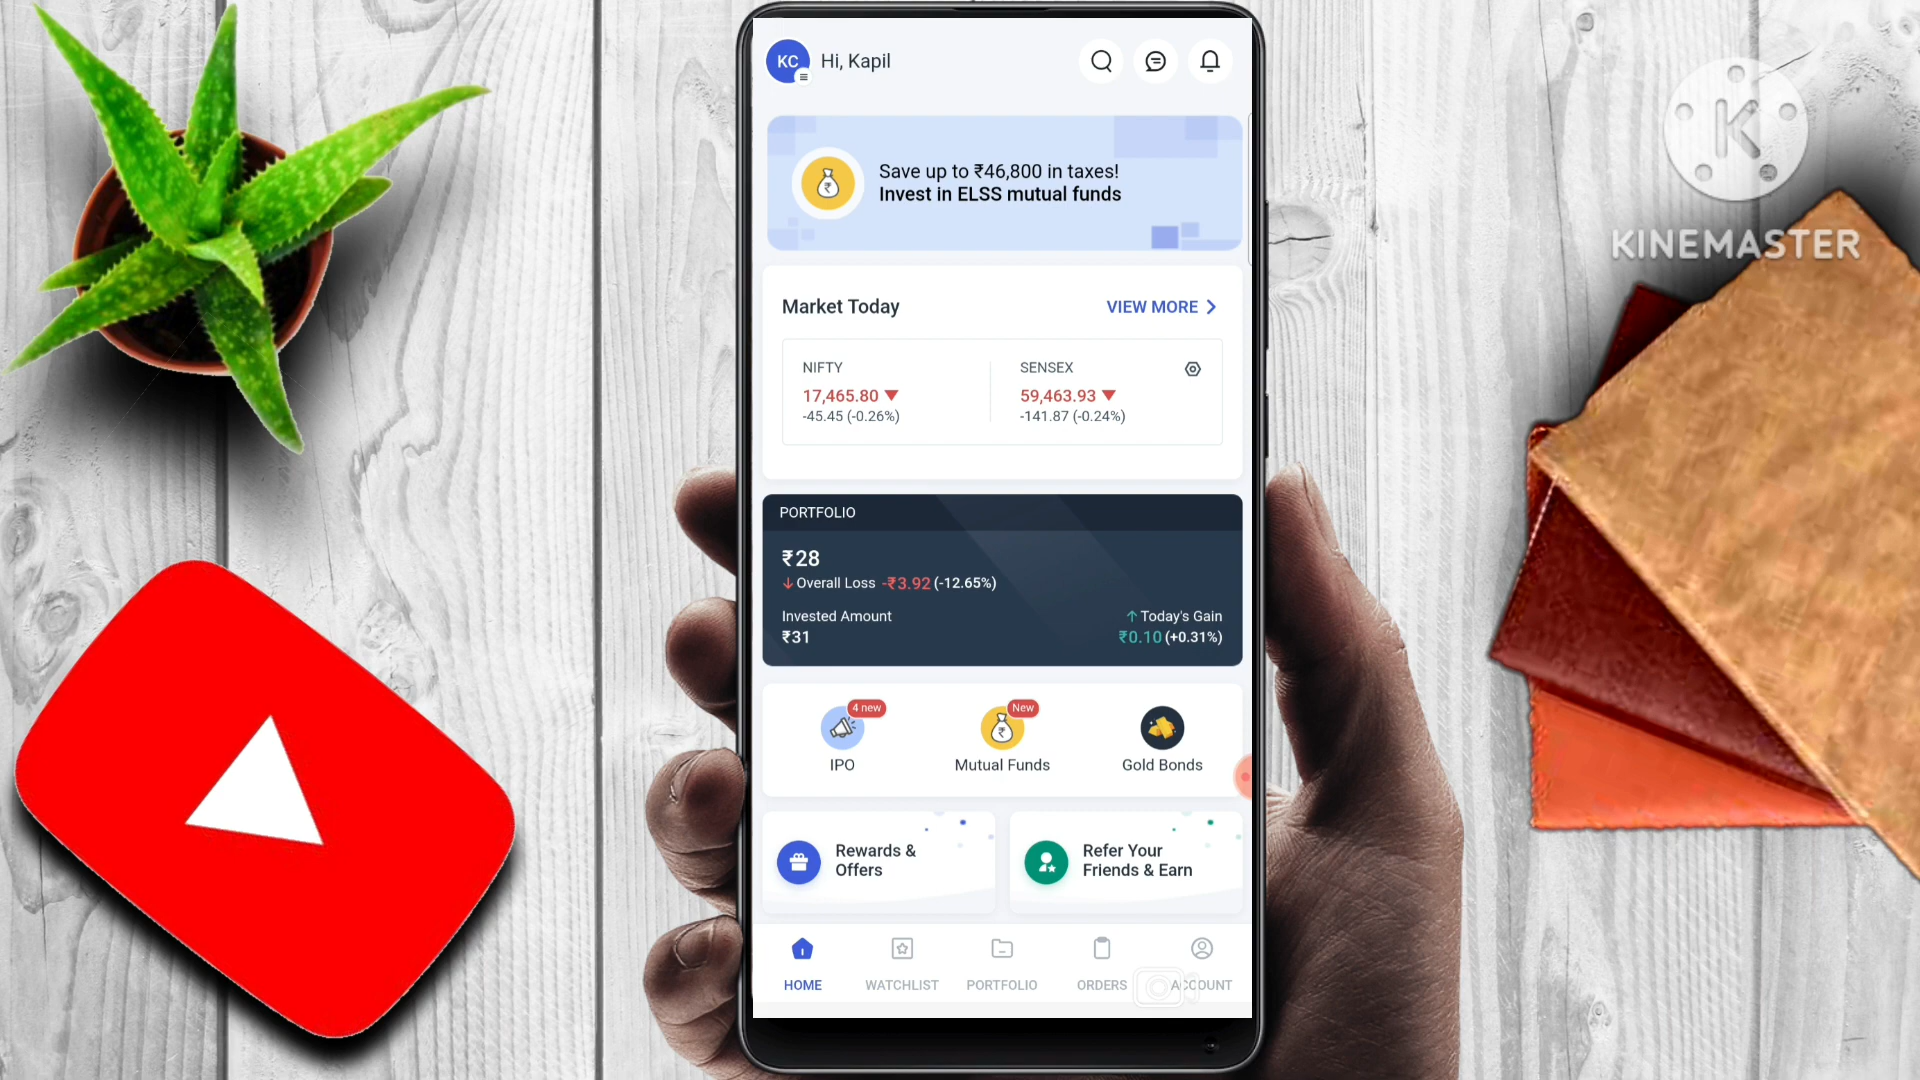 KC
Hi, Kapil
K
KINEMASTER
Save up to ₹46,800 in taxes!
Invest in ELSS mutual funds
Market Today
VIEW MORE
NIFTY
17,465.80
-45.45 (-0.26%)
SENSEX
59,463.93
-141.87 (-0.24%)
PORTFOLIO
₹28
Overall Loss -₹3.92 (-12.65%)
Invested Amount
₹31
Today's Gain
₹0.10 (+0.31%)
4 new
IPO
New
Mutual Funds
Gold Bonds
Rewards &
Offers
Refer Your
Friends & Earn
HOME
WATCHLIST
PORTFOLIO
ORDERS
ACCOUNT